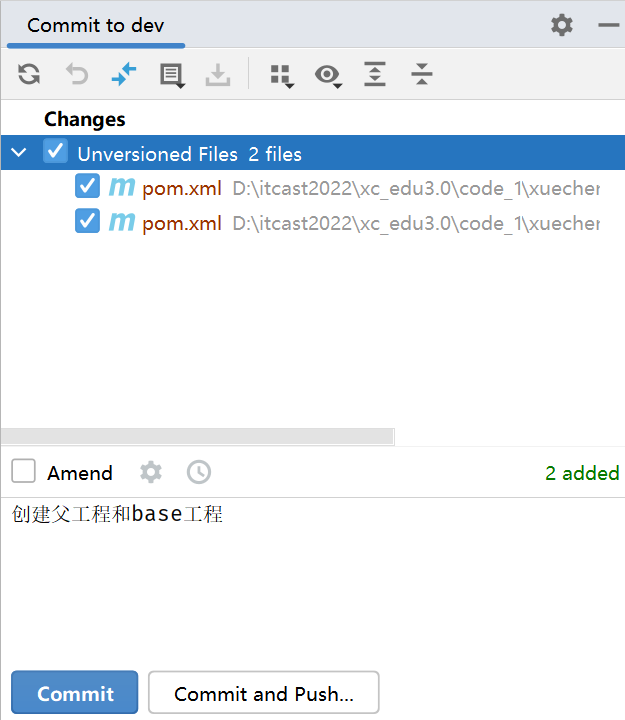 Commit to dev
Changes
Unversioned Files 2 files
pom.xml D:\itcast2022\xc_edu3.0\code_1\xuecher
pom.xml D:\itcast2022\xc_edu3.0\code_1\xuecher
Amend 2 added
创建父工程和base工程
Commit Commit and Push...